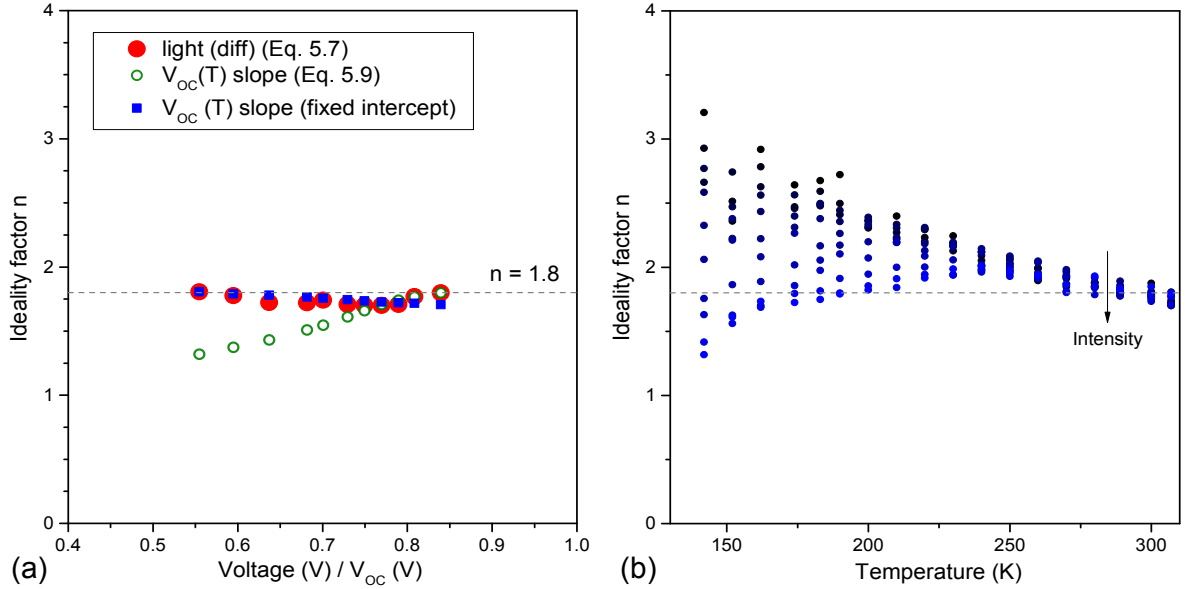 4
3
2
1
0
Ideality factor n
light (diff) (Eq. 5.7)
V_OC(T) slope (Eq. 5.9)
V_OC (T) slope (fixed intercept)
n = 1.8
0.4 0.5 0.6 0.7 0.8 0.9 1.0
Voltage (V) / V_OC (V)
(a)
4
3
2
1
0
Ideality factor n
Intensity
150 200 250 300
Temperature (K)
(b)